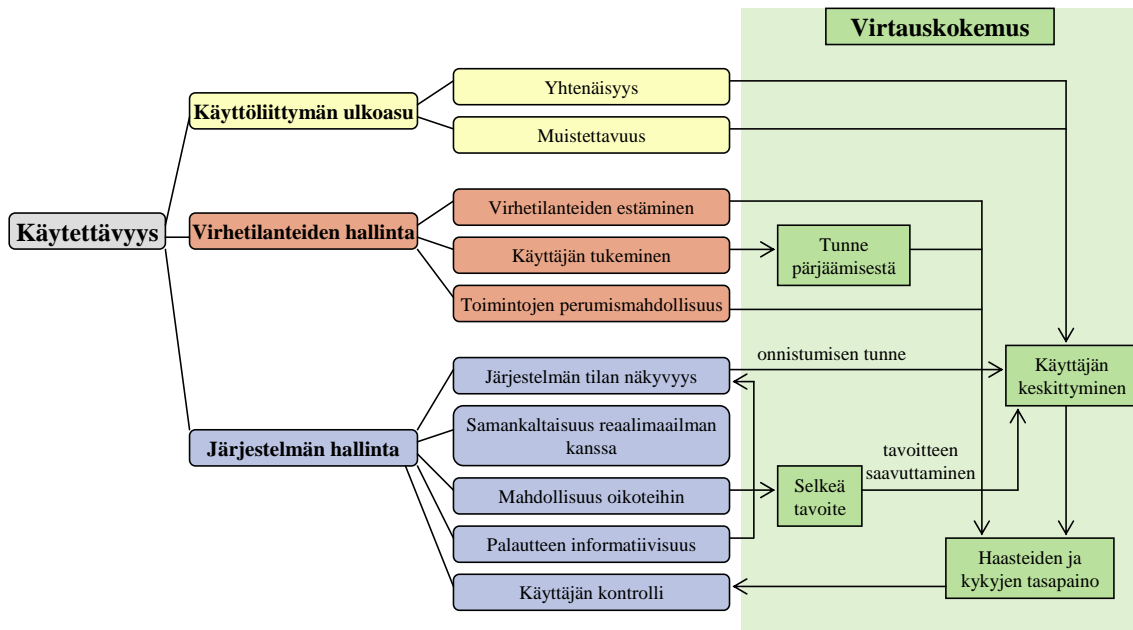 Virtauskokemus
Käytettävyys
Käyttöliittymän ulkoasu
Yhtenäisyys
Muistettavuus
Virhetilanteiden hallinta
Virhetilanteiden estäminen
Käyttäjän tukeminen
Toimintojen perumismahdollisuus
Tunne
pärjäämisestä
Järjestelmän hallinta
Järjestelmän tilan näkyvyys
Samankaltaisuus reaalimaailman
kanssa
Mahdollisuus oikoteihin
Palautteen informatiivisuus
Käyttäjän kontrolli
onnistumisen tunne
Käyttäjän
keskittyminen
Selkeä
tavoite
tavoitteen
saavuttaminen
Haasteiden ja
kykyjen tasapaino